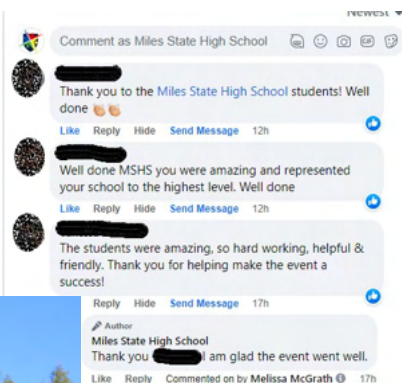 Newest
Comment as Miles State High School
GIF
Thank you to the Miles State High School students! Well
done 👏👏
Like Reply Hide Send Message 12h
Well done MSHS you were amazing and represented
your school to the highest level. Well done
Like Reply Hide Send Message 12h
The students were amazing, so hard working, helpful &
friendly. Thank you for helping make the event a
success!
Reply Hide Send Message 17h
Author
Miles State High School
Thank you I am glad the event went well.
Like Reply Commented on by Melissa McGrath 17h